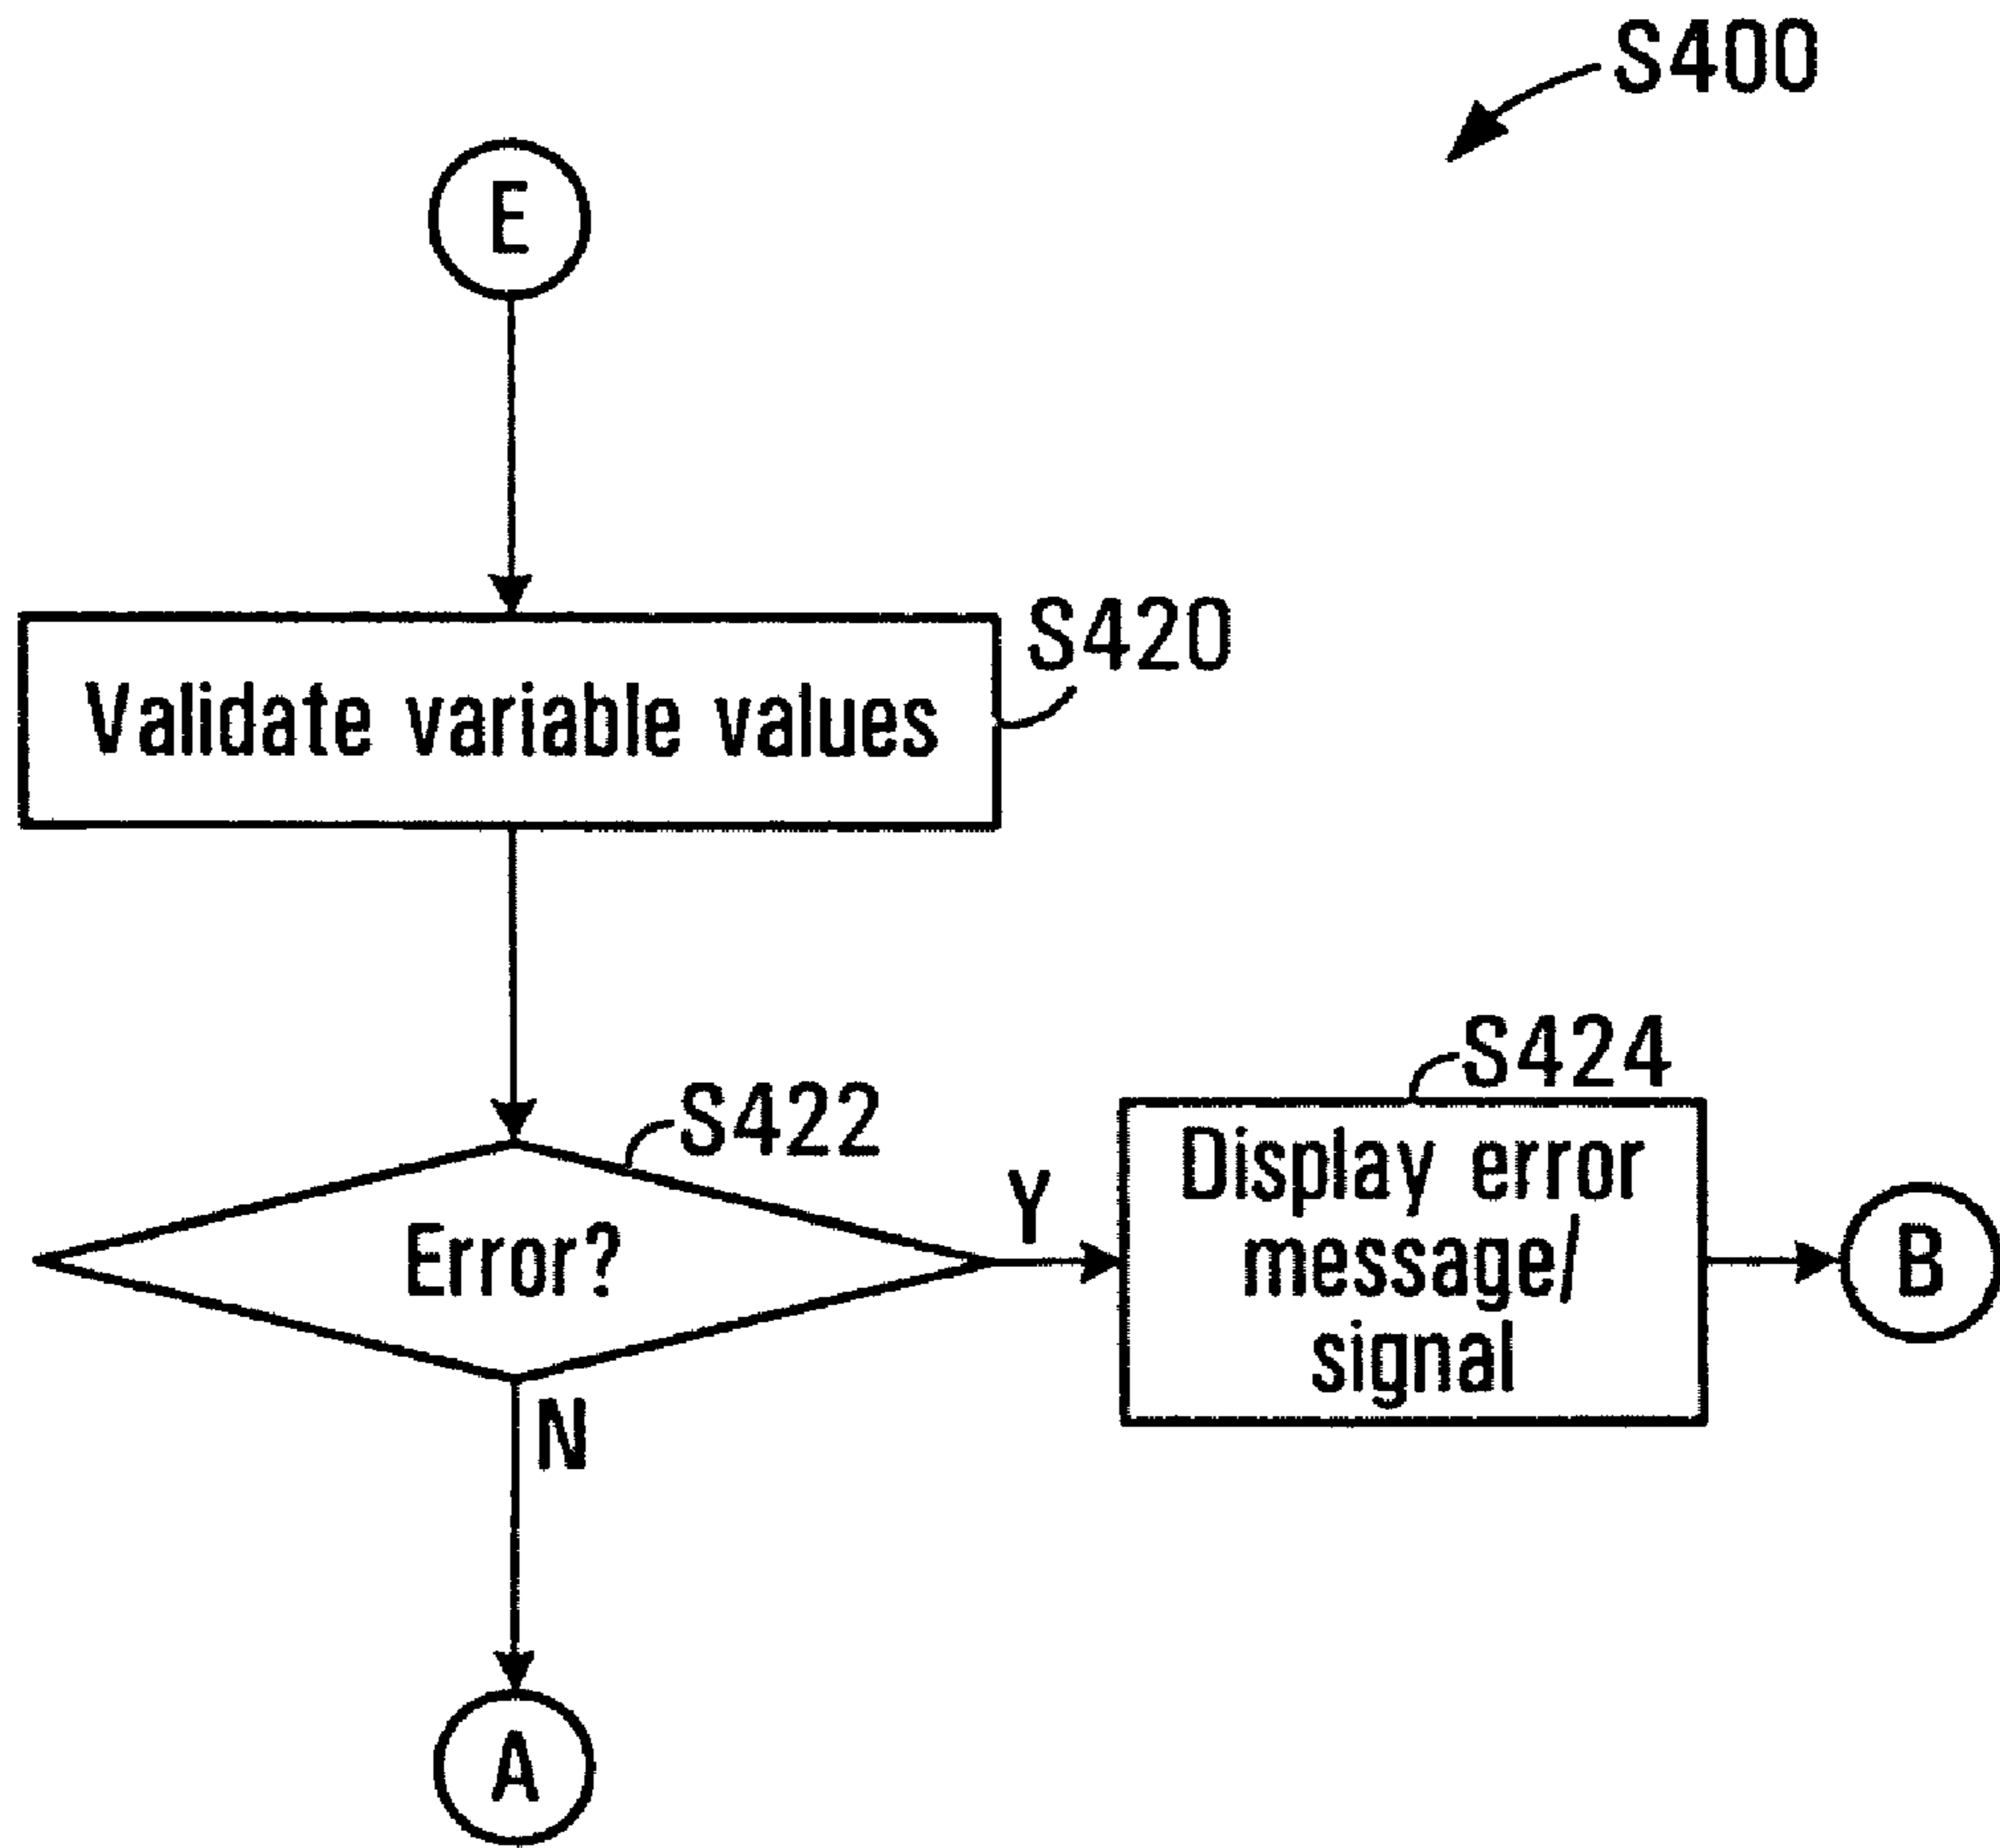 S400
E
S420
Validate variable values
S422
Error?
Y
S424
Display error
message/
signal
B
N
A